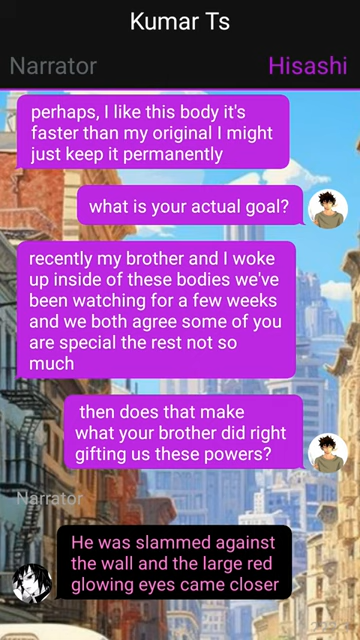 Kumar Ts
Narrator
Hisashi
perhaps, I like this body it's
faster than my original I might
just keep it permanently
what is your actual goal?
recently my brother and I woke
up inside of these bodies we've
been watching for a few weeks
and we both agree some of you
are special the rest not so
much
then does that make
what your brother did right
gifting us these powers?
Narrator
He was slammed against
the wall and the large red
glowing eyes came closer